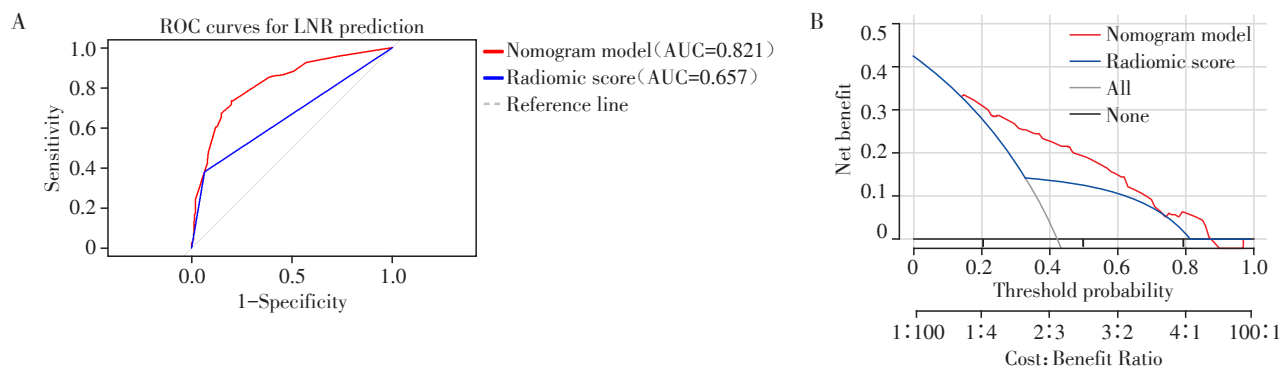 A
ROC curves for LNR prediction
1.0
0.8
0.6
0.4
0.2
0
Sensitivity
0.0 0.5 1.0
1-Specificity
Nomogram model(AUC=0.821)
Radiomic score(AUC=0.657)
Reference line
B
0.5
0.4
0.3
0.2
0.1
0
Net benefit
Nomogram model
Radiomic score
All
None
0 0.2 0.4 0.6 0.8 1.0
Threshold probability
1:100 1:4 2:3 3:2 4:1 100:1
Cost:Benefit Ratio